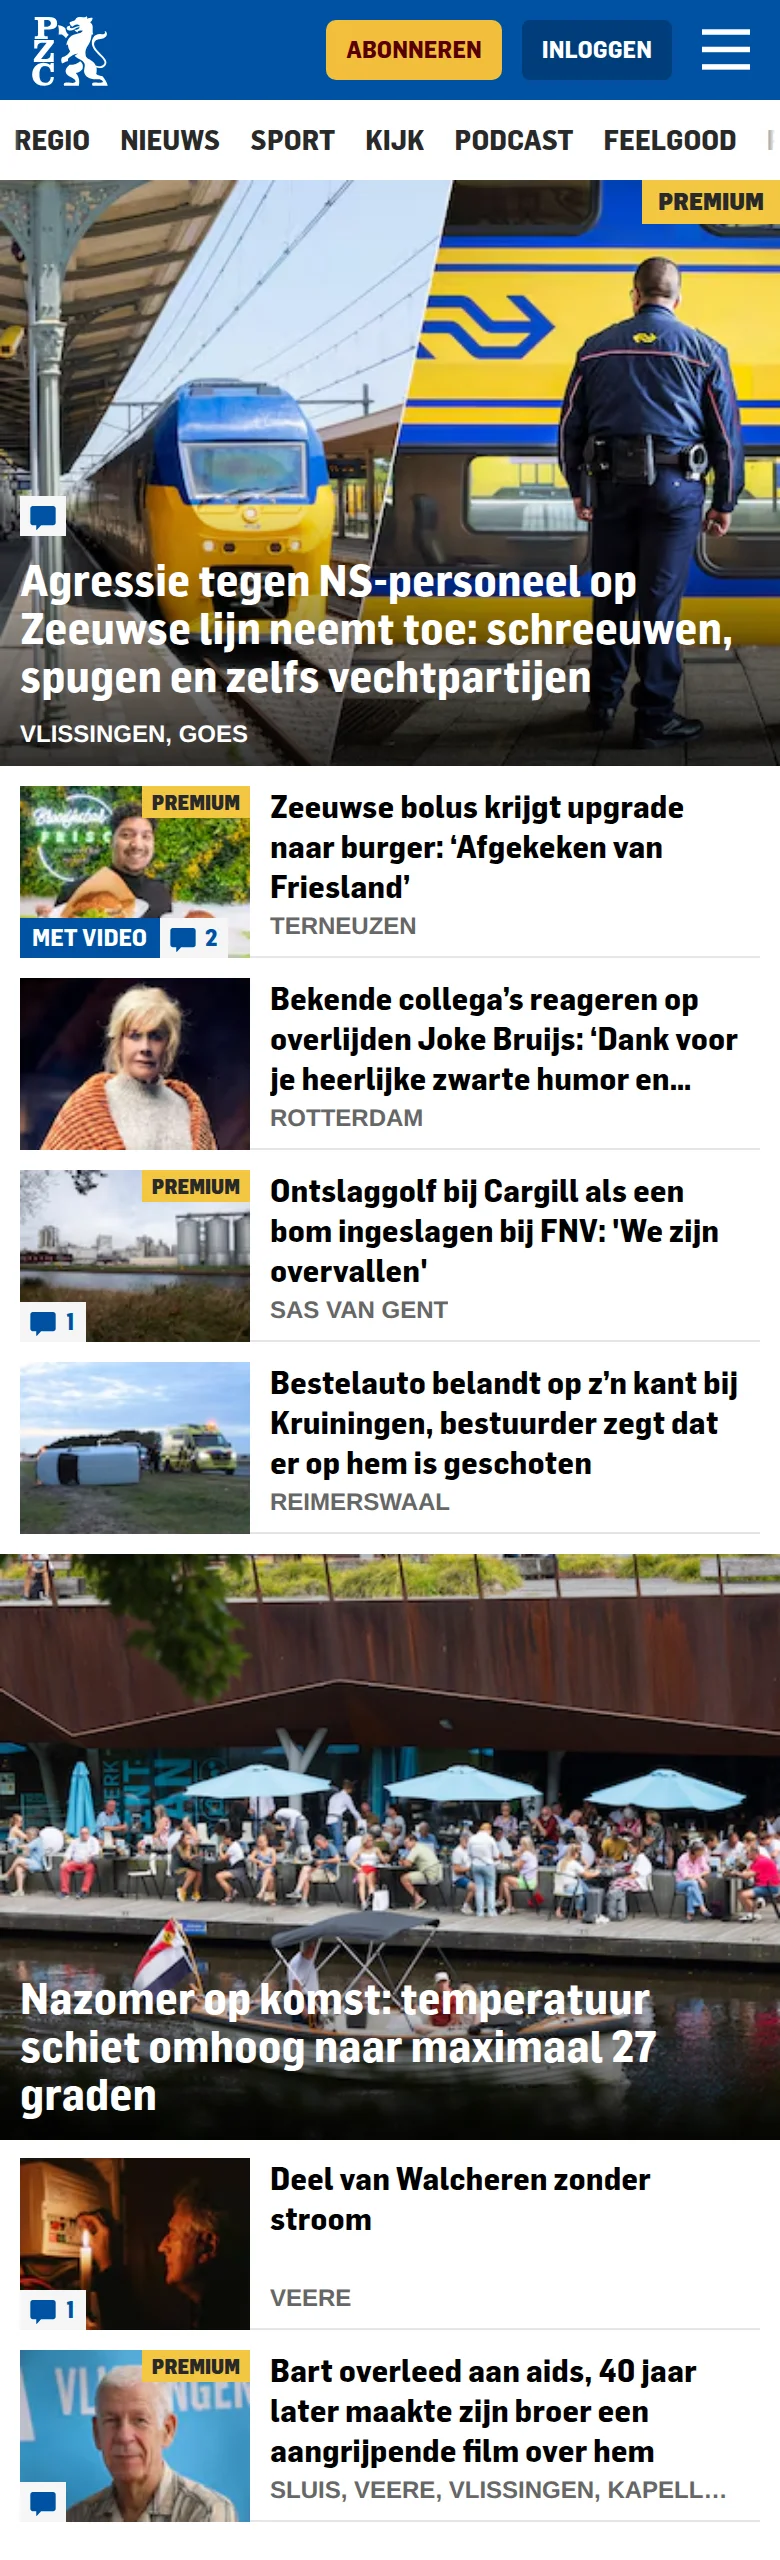 PZC
ABONNEREN
INLOGGEN
REGIO NIEUWS SPORT KIJK PODCAST FEELGOOD
PREMIUM
Agressie tegen NS-personeel op
Zeeuwse lijn neemt toe: schreeuwen,
spugen en zelfs vechtpartijen
VLISSINGEN, GOES
PREMIUM
FRISO
MET VIDEO
2
Zeeuwse bolus krijgt upgrade
naar burger: ‘Afgekeken van
Friesland’
TERNEUZEN
Bekende collega’s reageren op
overlijden Joke Bruijs: ‘Dank voor
je heerlijke zwarte humor en...
ROTTERDAM
PREMIUM
1
Ontslaggolf bij Cargill als een
bom ingeslagen bij FNV: 'We zijn
overvallen'
SAS VAN GENT
Bestelauto belandt op z’n kant bij
Kruiningen, bestuurder zegt dat
er op hem is geschoten
REIMERSWAAL
Nazomer op komst: temperatuur
schiet omhoog naar maximaal 27
graden
1
Deel van Walcheren zonder
stroom
VEERE
PREMIUM
Bart overleed aan aids, 40 jaar
later maakte zijn broer een
aangrijpende film over hem
SLUIS, VEERE, VLISSINGEN, KAPELL...